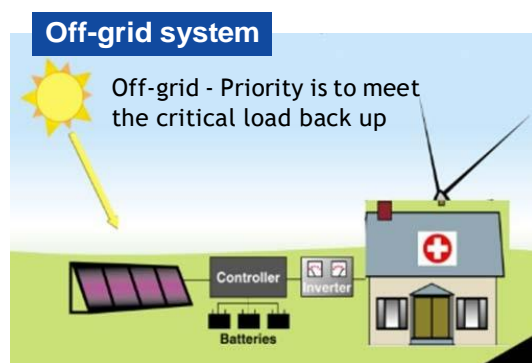 Off-grid system
Off-grid - Priority is to meet
the critical load back up
Controller
Inverter
Batteries